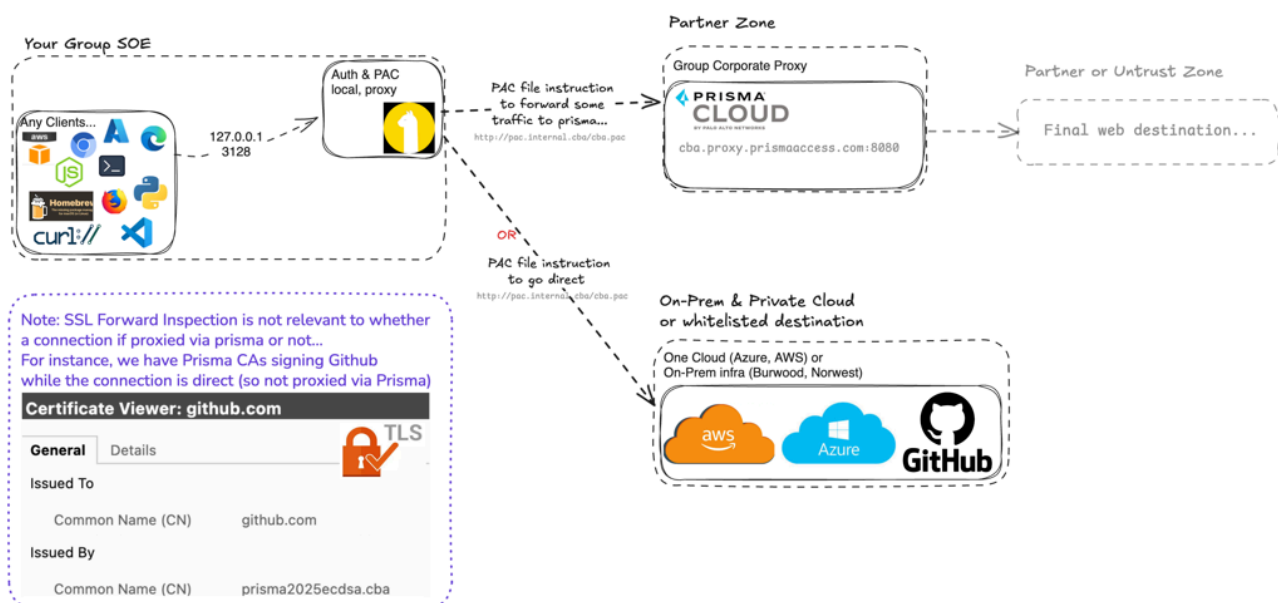 Your Group SOE
Any Clients...
aws
JS
Homebrew
curl://
127.0.0.1
3128
Auth & PAC
local, proxy
PAC file instruction
to forward some
traffic to prisma...
http://pac.internal.cba/cba.pac
Partner Zone
Group Corporate Proxy
PRISMA
CLOUD
BY PALO ALTO NETWORKS
cba.proxy.prismaaccess.com:8080
Partner or Untrust Zone
Final web destination...
OR
PAC file instruction
to go direct
http://pac.internal.cba/cba.pac
On-Prem & Private Cloud
or whitelisted destination
One Cloud (Azure, AWS) or
On-Prem infra (Burwood, Norwest)
aws
Azure
GitHub
Note: SSL Forward Inspection is not relevant to whether
a connection if proxied via prisma or not...
For instance, we have Prisma CAs signing Github
while the connection is direct (so not proxied via Prisma)
Certificate Viewer: github.com
TLS
General Details
Issued To
Common Name (CN) github.com
Issued By
Common Name (CN) prisma2025ecdsa.cba